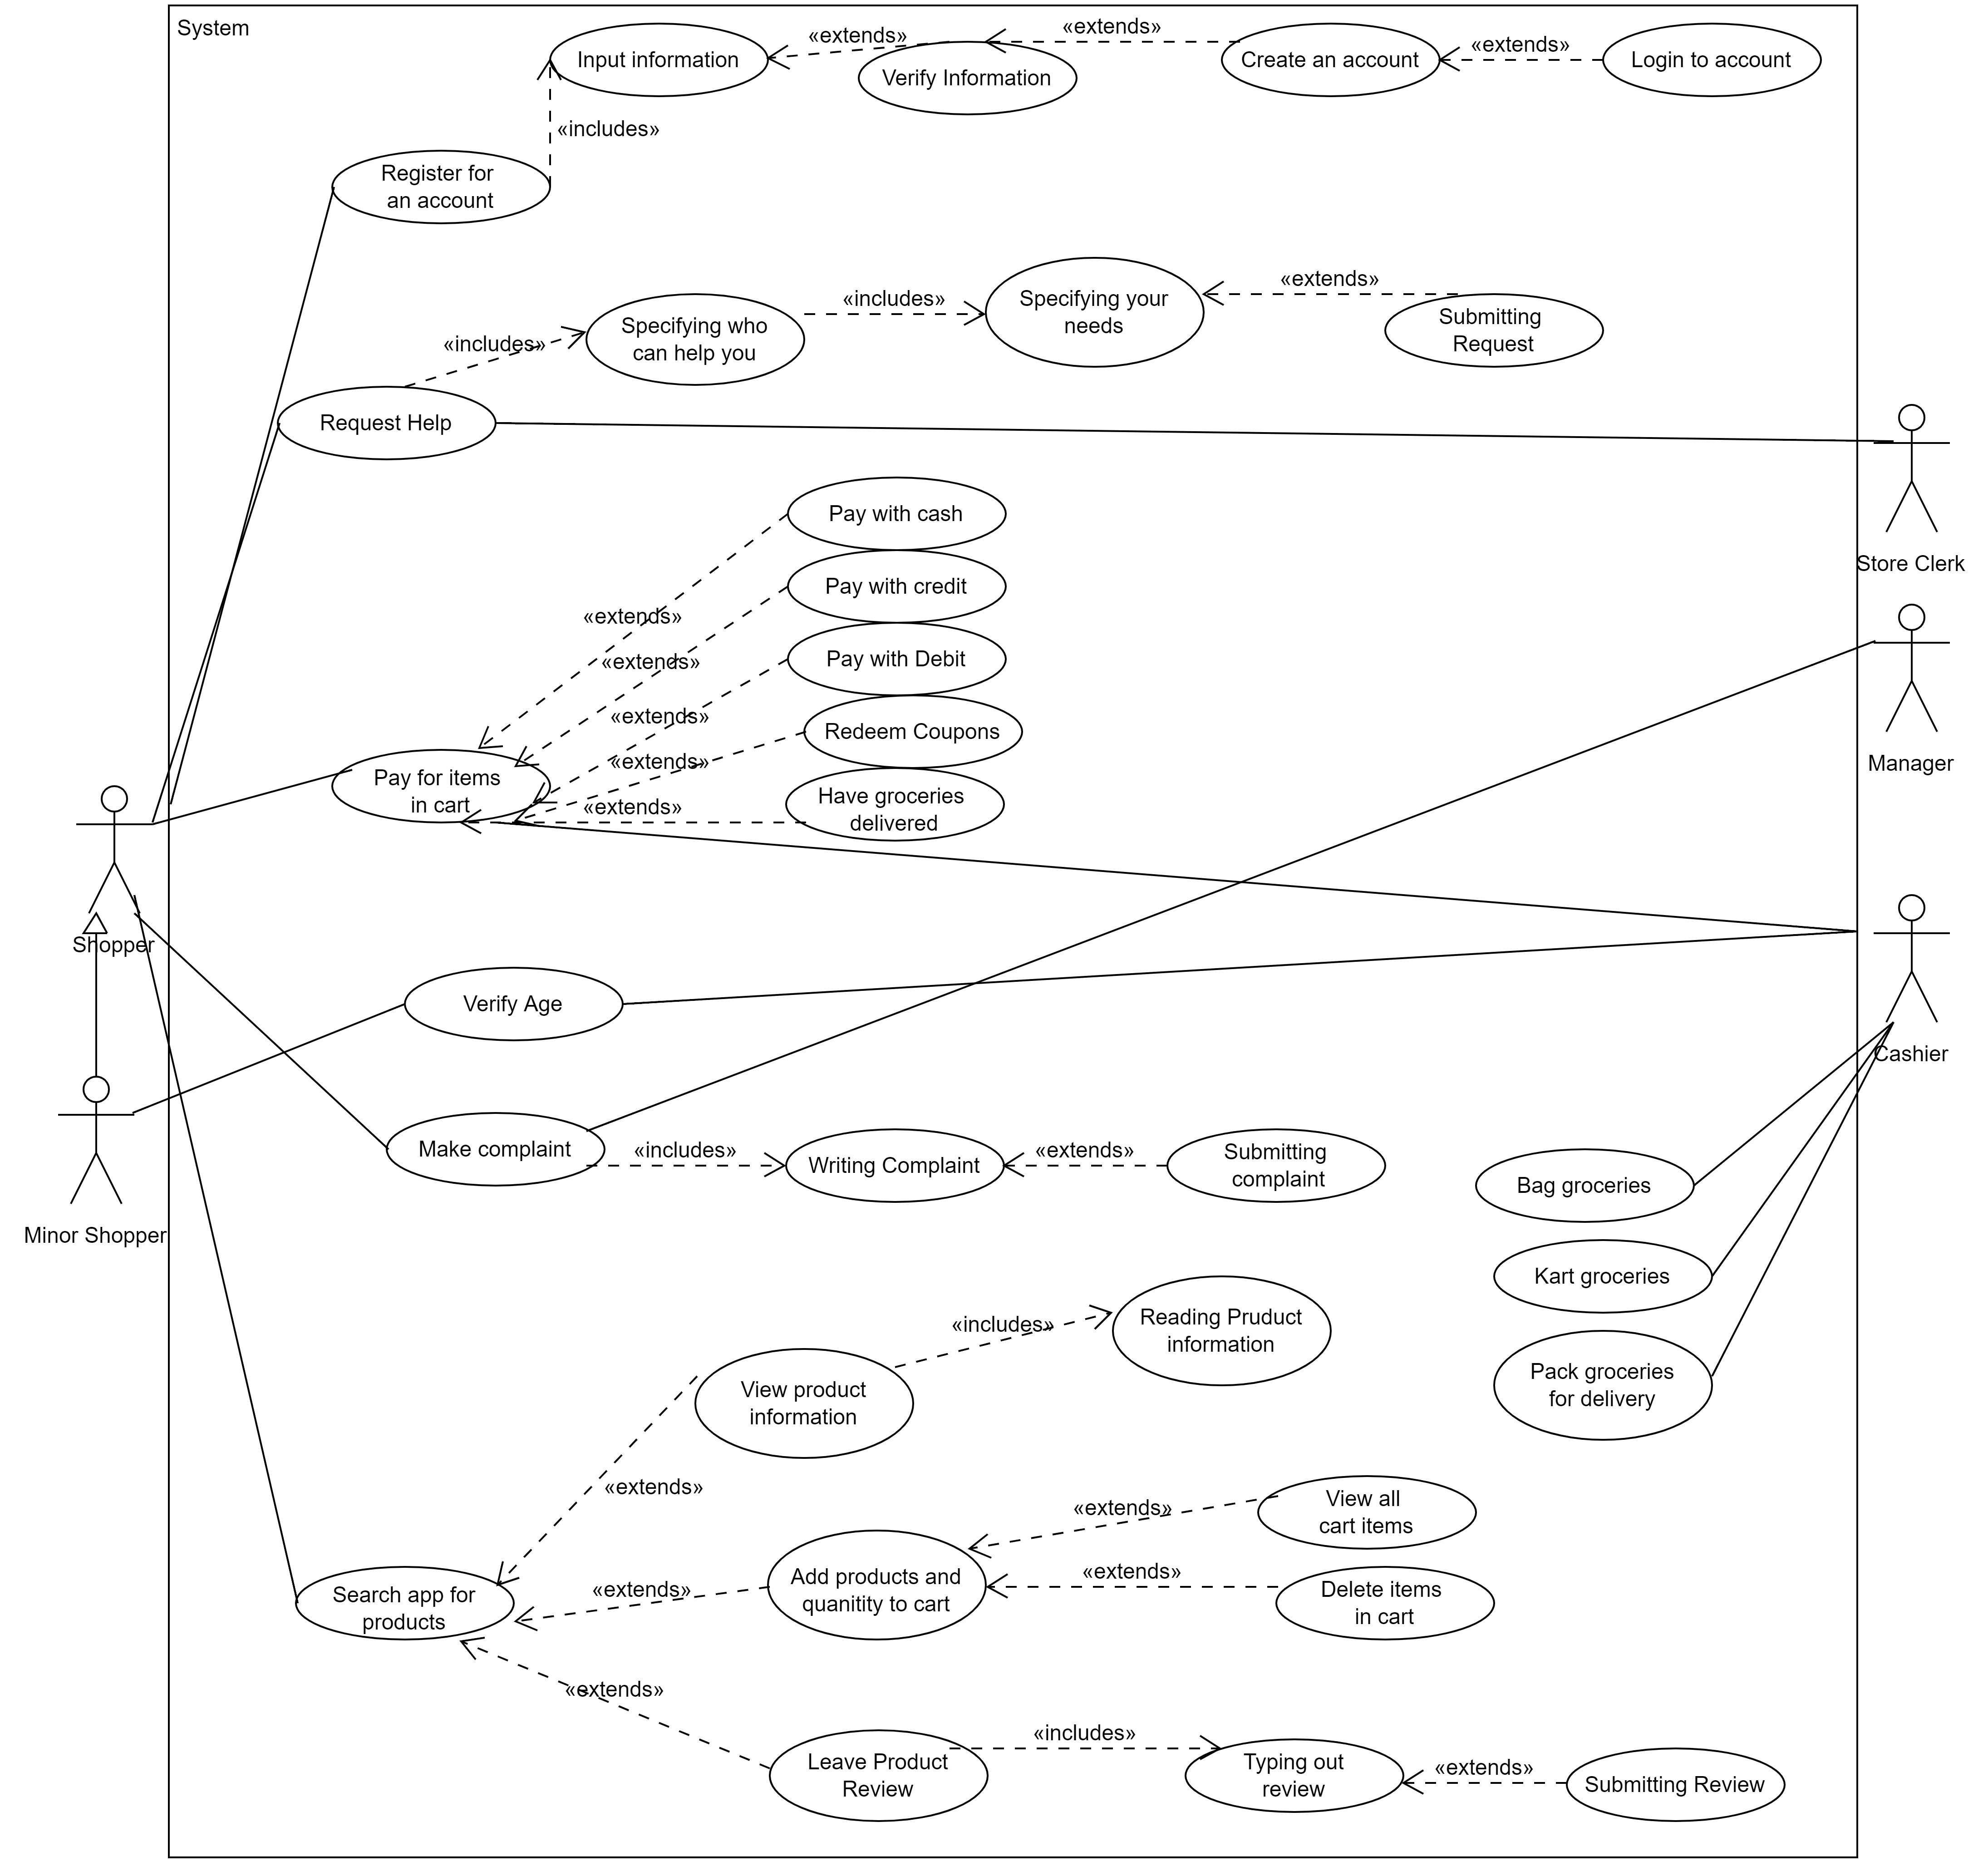 System
Input information
«extends»
Verify Information
«extends»
Create an account
«extends»
Login to account
«includes»
Register for
an account
«includes»
Specifying who
can help you
«includes»
Specifying your
needs
«extends»
Submitting
Request
Request Help
Store Clerk
Pay with cash
«extends»
Pay with credit
«extends»
Pay with Debit
«extends»
Redeem Coupons
«extends»
Have groceries
delivered
«extends»
Pay for items
in cart
Manager
Shopper
Verify Age
Cashier
Minor Shopper
Make complaint
«includes»
Writing Complaint
«extends»
Submitting
complaint
Bag groceries
Kart groceries
Pack groceries
for delivery
Reading Pruduct
information
«includes»
View product
information
«extends»
View all
cart items
«extends»
Add products and
quanitity to cart
«extends»
Delete items
in cart
«extends»
Search app for
products
«extends»
Leave Product
Review
«includes»
Typing out
review
«extends»
Submitting Review